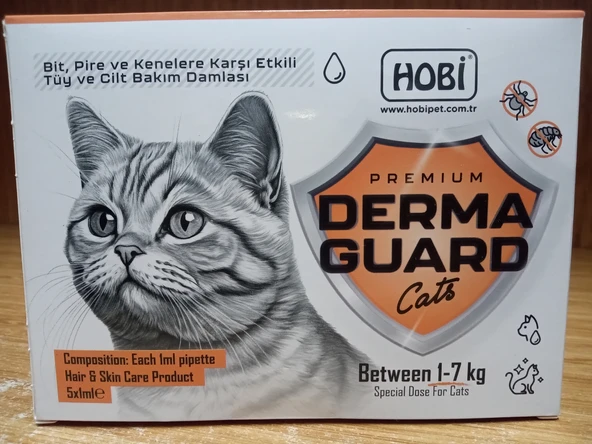 Bit, Pire ve Kenelere Karşı Etkili
Tüy ve Cilt Bakım Damlası
HOBi®
www.hobipet.com.tr
PREMIUM
DERMA
GUARD
Cats
Composition: Each 1ml pipette
Hair & Skin Care Product
5x1ml℮
Between 1-7 kg
Special Dose For Cats